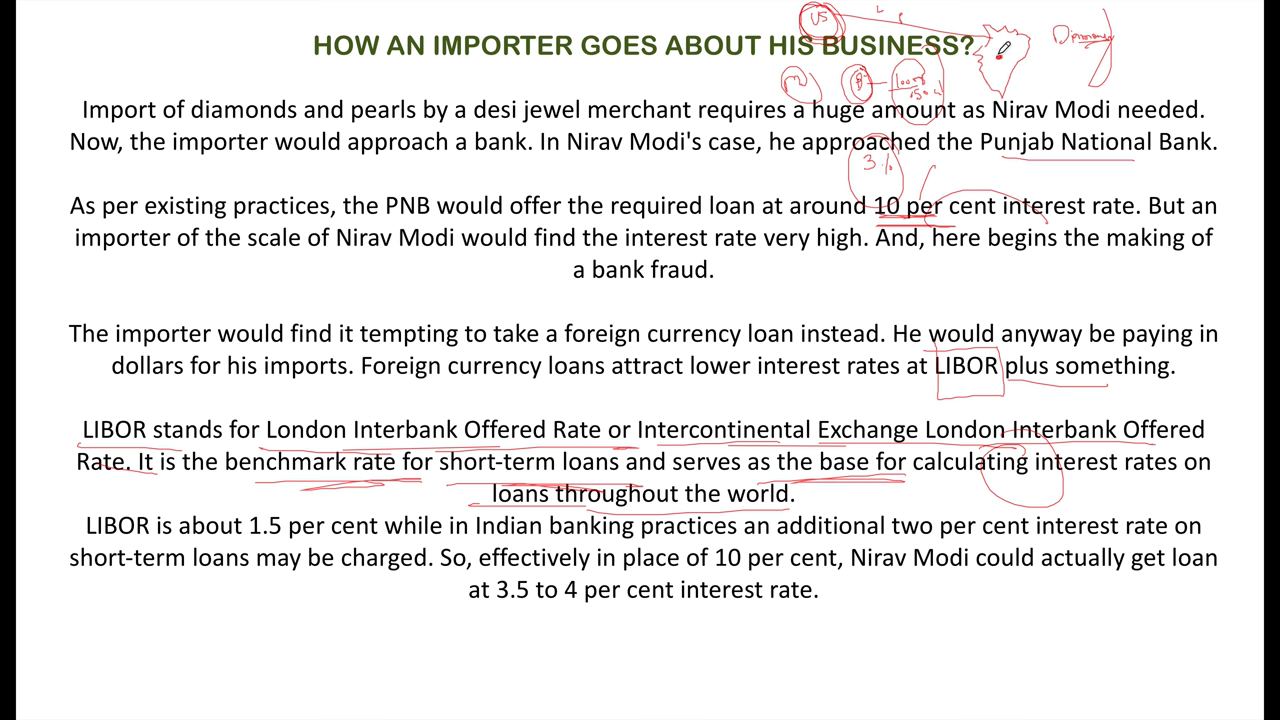 US
HOW AN IMPORTER GOES ABOUT HIS BUSINESS?
Import of diamonds and pearls by a desi jewel merchant requires a huge amount as Nirav Modi needed.
Now, the importer would approach a bank. In Nirav Modi's case, he approached the Punjab National Bank.
3%
As per existing practices, the PNB would offer the required loan at around 10 per cent interest rate. But an
importer of the scale of Nirav Modi would find the interest rate very high. And, here begins the making of
a bank fraud.
The importer would find it tempting to take a foreign currency loan instead. He would anyway be paying in
dollars for his imports. Foreign currency loans attract lower interest rates at LIBOR plus something.
LIBOR stands for London Interbank Offered Rate or Intercontinental Exchange London Interbank Offered
Rate. It is the benchmark rate for short-term loans and serves as the base for calculating interest rates on
loans throughout the world.
LIBOR is about 1.5 per cent while in Indian banking practices an additional two per cent interest rate on
short-term loans may be charged. So, effectively in place of 10 per cent, Nirav Modi could actually get loan
at 3.5 to 4 per cent interest rate.